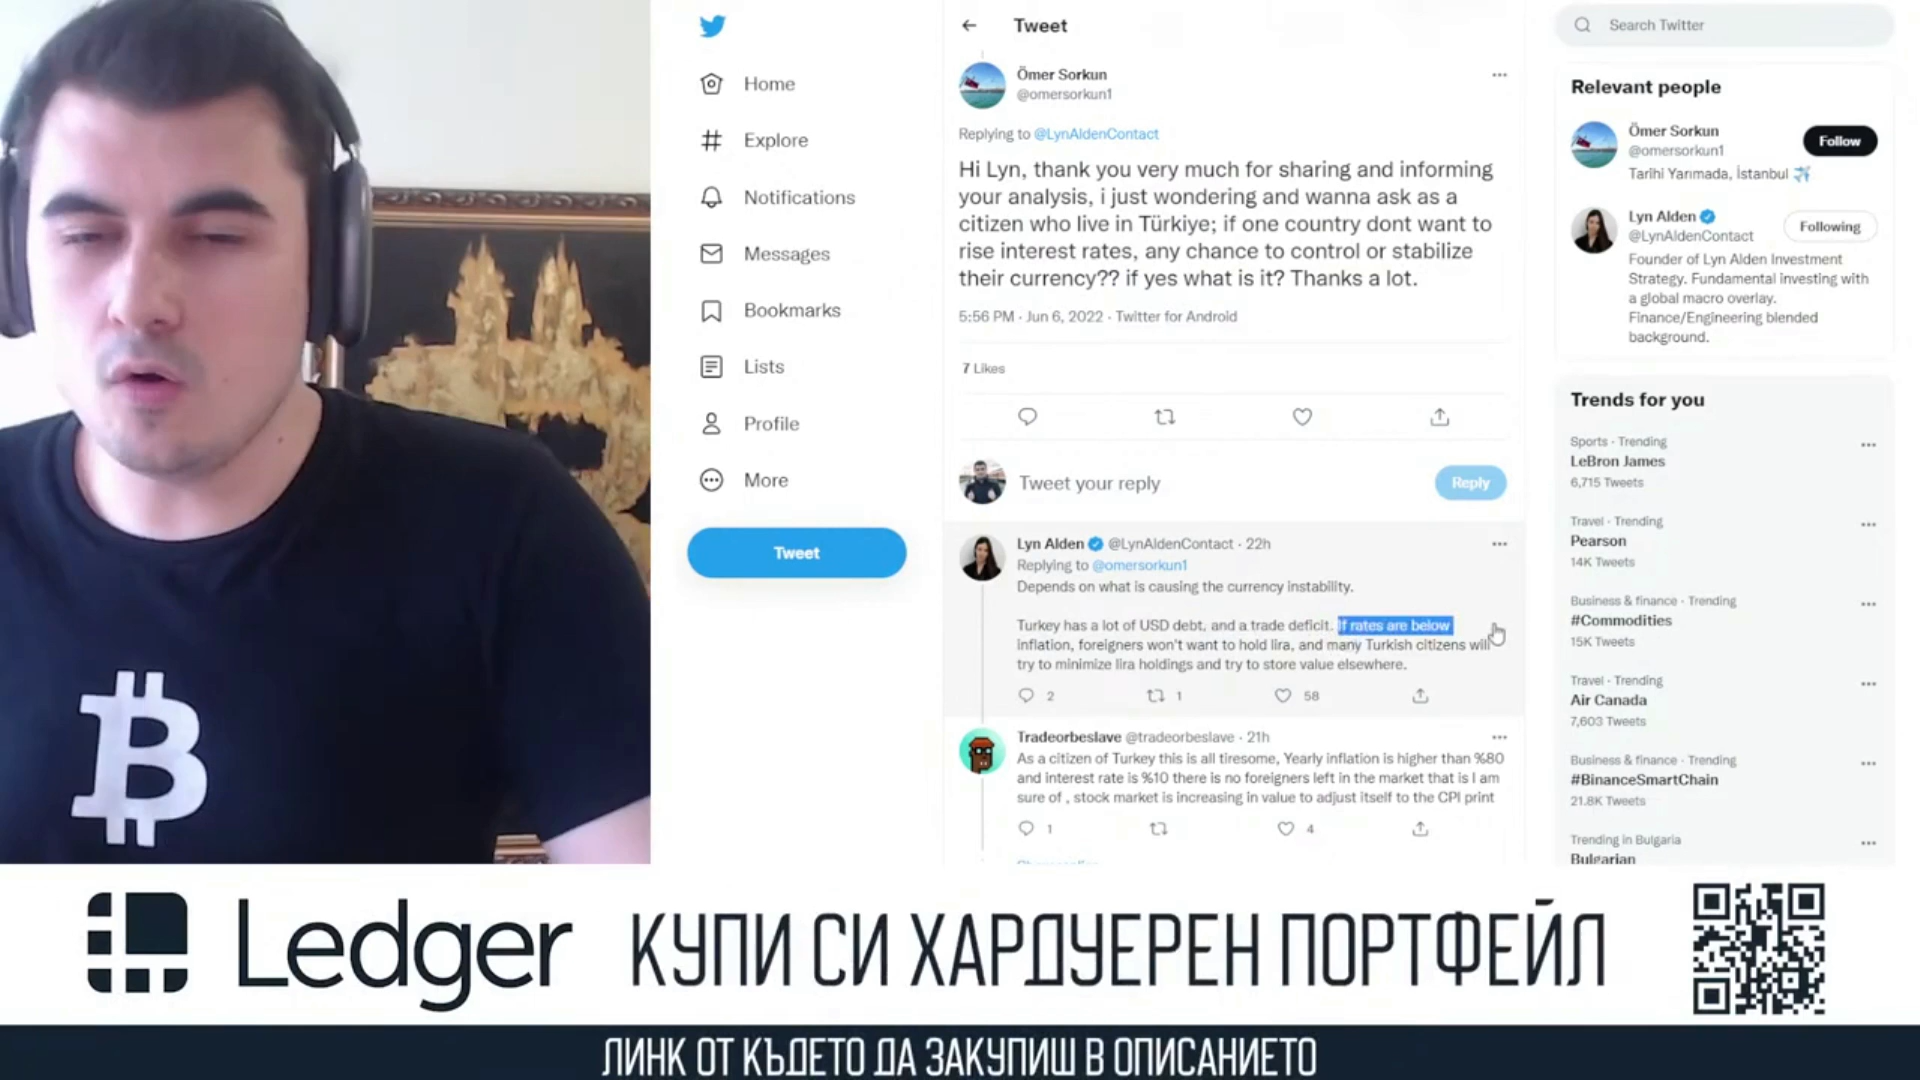 Home
Explore
Notifications
Messages
Bookmarks
Lists
Profile
More
Tweet
Tweet
Ömer Sorkun
@omersorkun1
Replying to @LynAldenContact
Hi Lyn, thank you very much for sharing and informing
your analysis, i just wondering and wanna ask as a
citizen who live in Türkiye; if one country dont want to
rise interest rates, any chance to control or stabilize
their currency?? if yes what is it? Thanks a lot.
5:56 PM · Jun 6, 2022 · Twitter for Android
7 Likes
Tweet your reply
Reply
Lyn Alden @LynAldenContact · 22h
Replying to @omersorkun1
Depends on what is causing the currency instability.
Turkey has a lot of USD debt, and a trade deficit. If rates are below
inflation, foreigners won't want to hold lira, and many Turkish citizens will
try to minimize lira holdings and try to store value elsewhere.
2 1 58
Tradeorbeslave @tradeorbeslave · 21h
As a citizen of Turkey this is all tiresome, Yearly inflation is higher than %80
and interest rate is %10 there is no foreigners left in the market that is I am
sure of , stock market is increasing in value to adjust itself to the CPI print
1 4
Search Twitter
Relevant people
Ömer Sorkun
@omersorkun1
Follow
Tarihi Yarımada, İstanbul
Lyn Alden
@LynAldenContact
Following
Founder of Lyn Alden Investment
Strategy. Fundamental investing with
a global macro overlay.
Finance/Engineering blended
background.
Trends for you
Sports · Trending
LeBron James
6,715 Tweets
Travel · Trending
Pearson
14K Tweets
Business & finance · Trending
#Commodities
15K Tweets
Travel · Trending
Air Canada
7,603 Tweets
Business & finance · Trending
#BinanceSmartChain
21.8K Tweets
Trending in Bulgaria
Bulgarian
Ledger КУПИ СИ ХАРДУЕРЕН ПОРТФЕЙЛ
ЛИНК ОТ КЪДЕТО ДА ЗАКУПИШ В ОПИСАНИЕТО